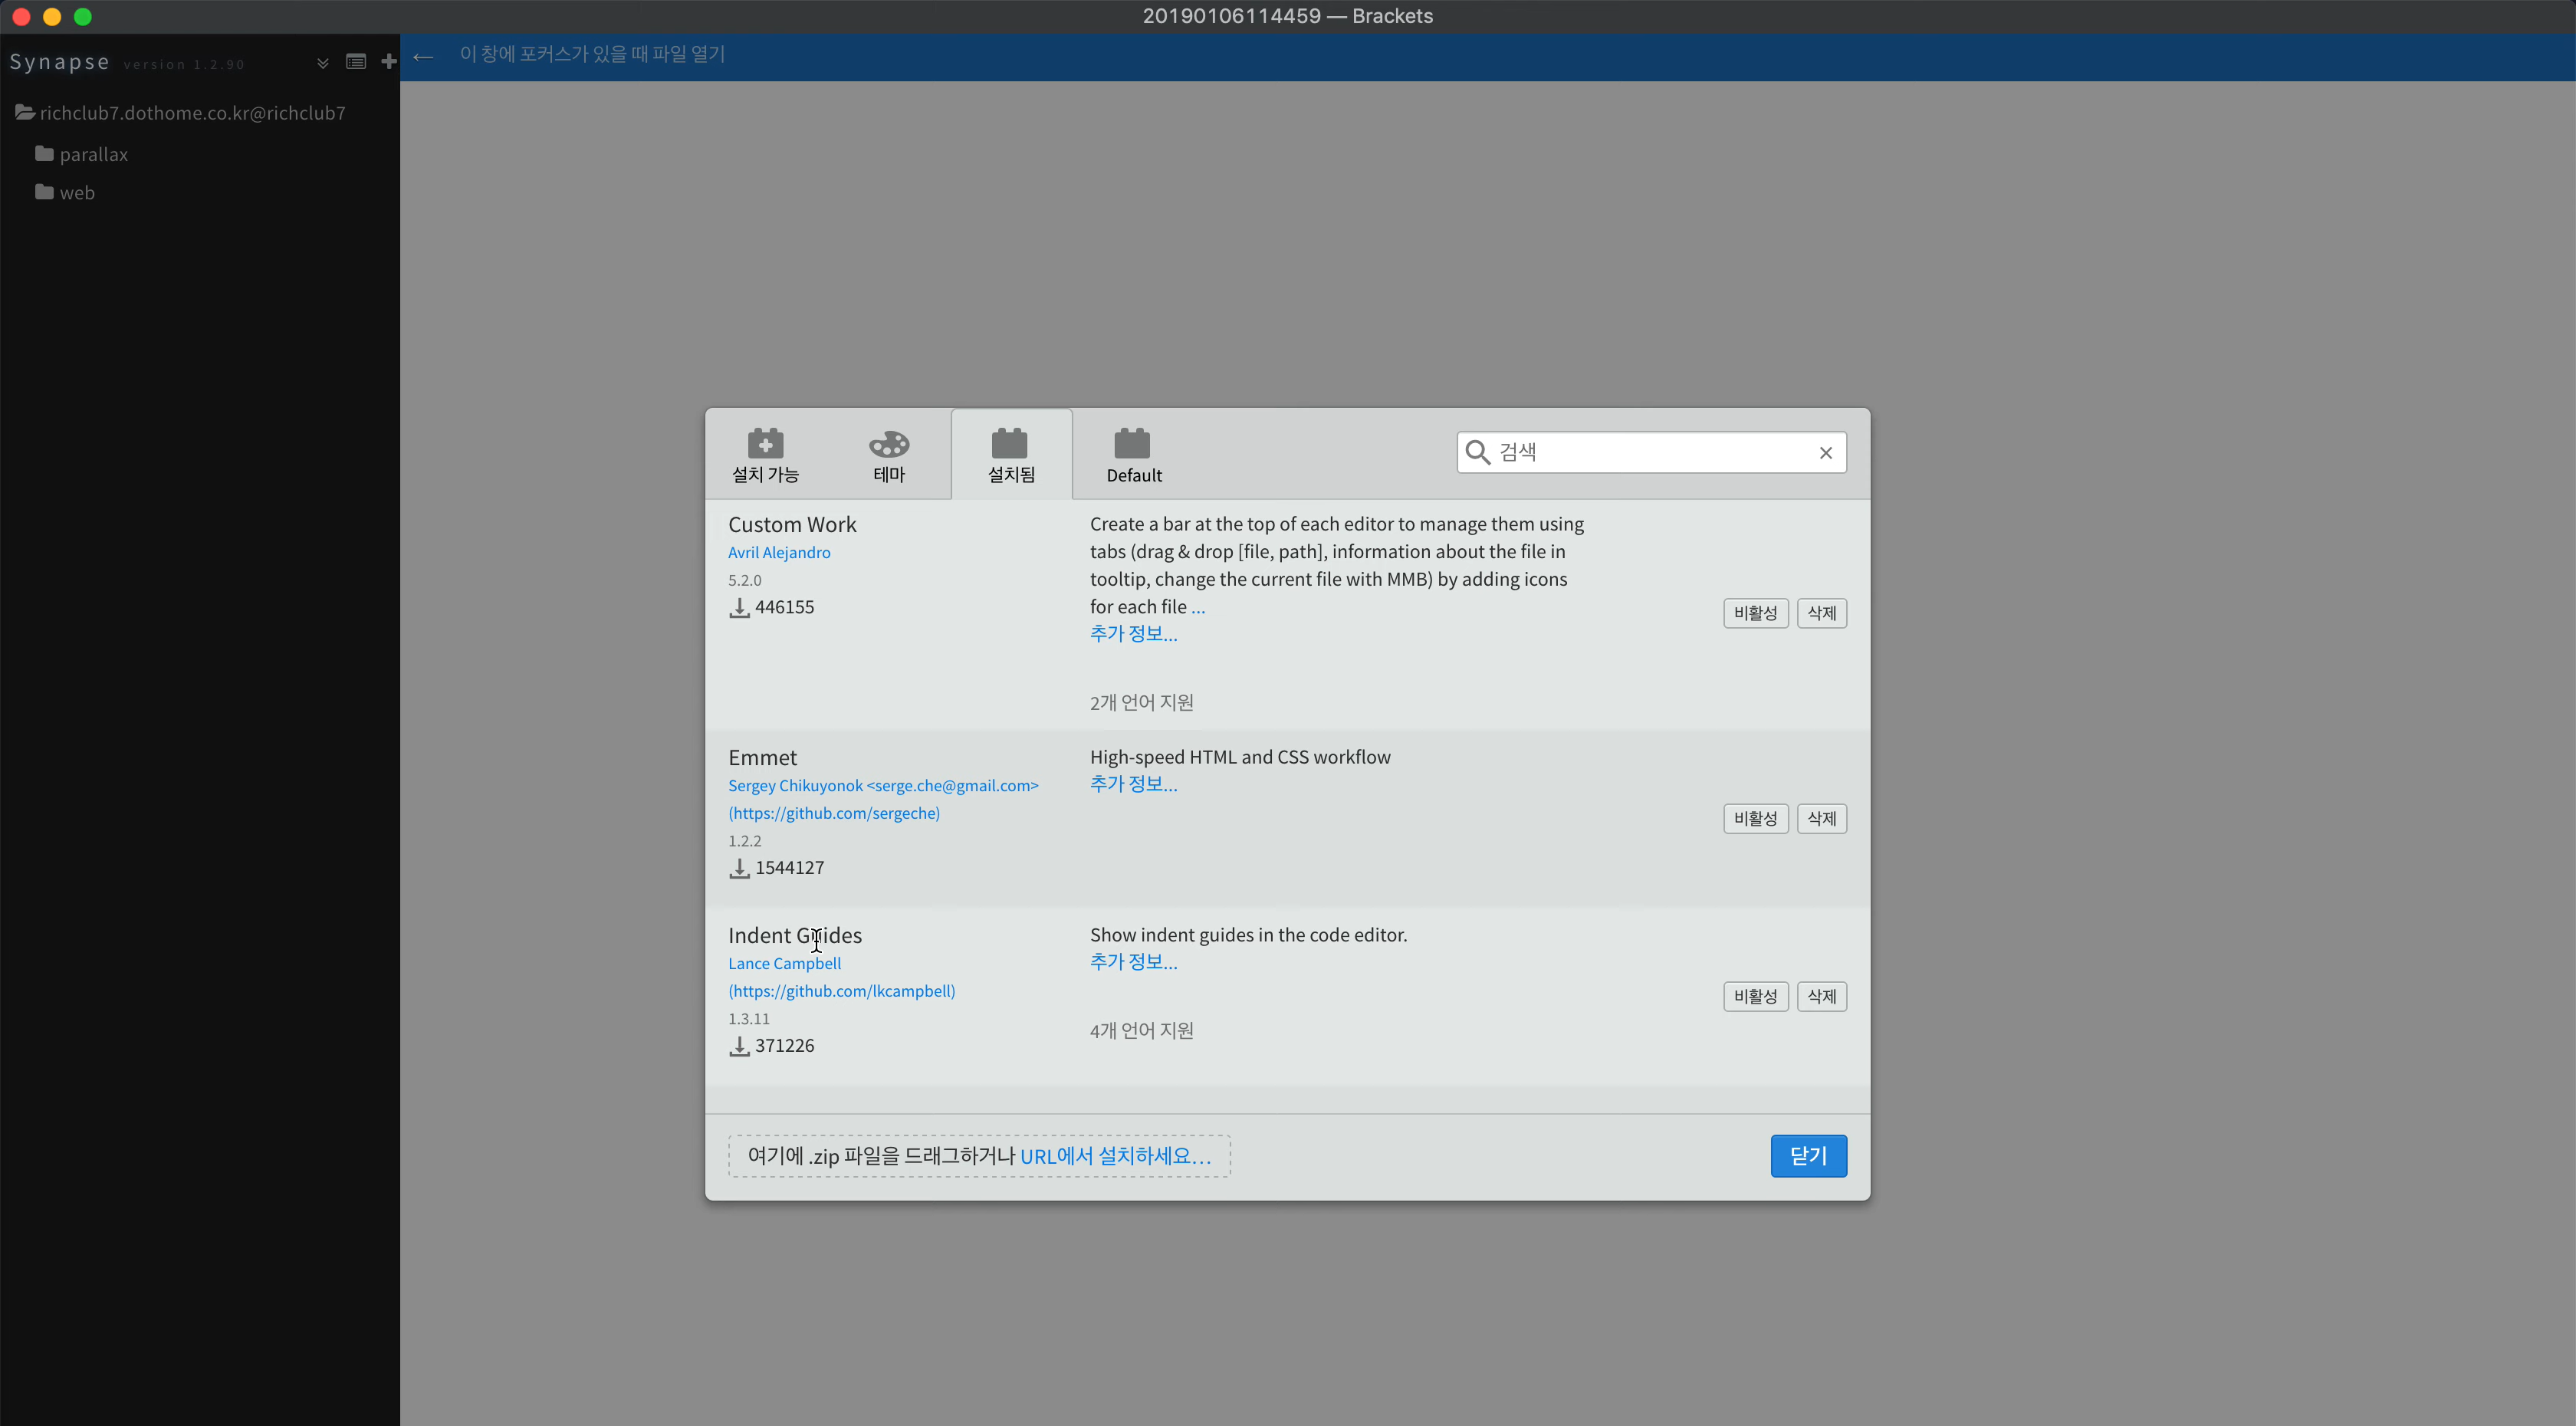 20190106114459 — Brackets
Synapse version 1.2.90
← 이 창에 포커스가 있을 때 파일 열기
richclub7.dothome.co.kr@richclub7
parallax
web
설치 가능
테마
설치됨
Default
검색
Custom Work
Avril Alejandro
5.2.0
446155
Create a bar at the top of each editor to manage them using
tabs (drag & drop [file, path], information about the file in
tooltip, change the current file with MMB) by adding icons
for each file ...
추가 정보...
2개 언어 지원
비활성
삭제
Emmet
Sergey Chikuyonok <serge.che@gmail.com>
(https://github.com/sergeche)
1.2.2
1544127
High-speed HTML and CSS workflow
추가 정보...
비활성
삭제
Indent Guides
Lance Campbell
(https://github.com/lkcampbell)
1.3.11
371226
Show indent guides in the code editor.
추가 정보...
4개 언어 지원
비활성
삭제
여기에 .zip 파일을 드래그하거나 URL에서 설치하세요...
닫기